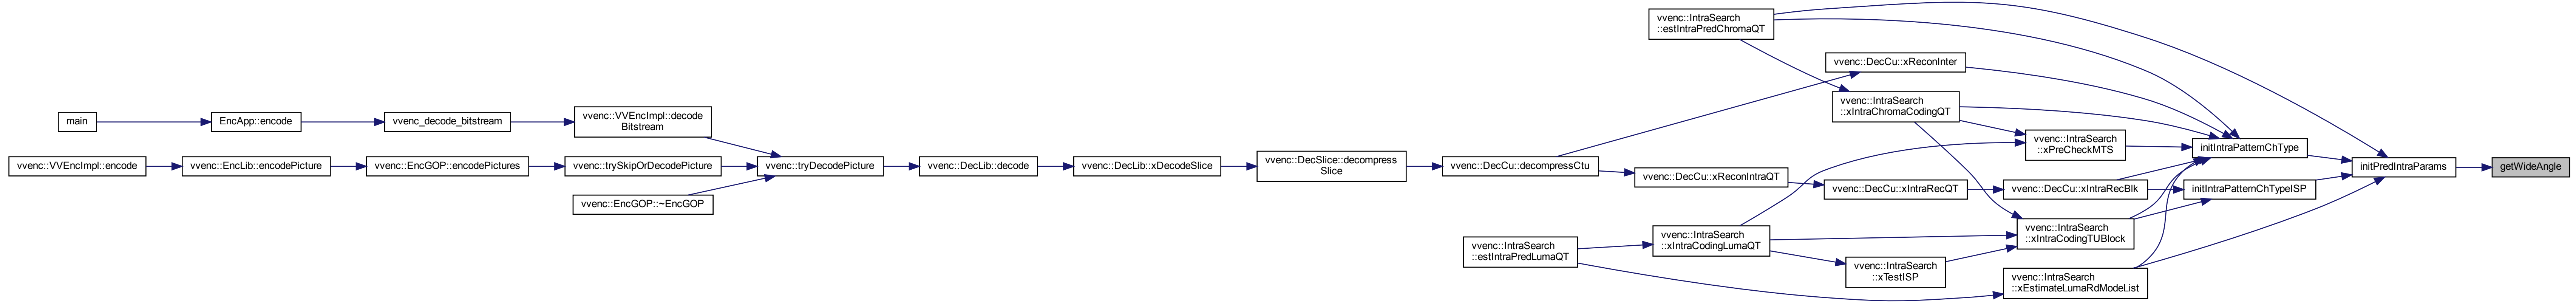 vvenc::IntraSearch
::estIntraPredChromaQT
vvenc::DecCu::xReconInter
vvenc::IntraSearch
::xIntraChromaCodingQT
vvenc::VVEncImpl::decode
Bitstream
main
EncApp::encode
vvenc_decode_bitstream
vvenc::IntraSearch
::xPreCheckMTS
initIntraPatternChType
vvenc::VVEncImpl::encode
vvenc::EncLib::encodePicture
vvenc::EncGOP::encodePictures
vvenc::trySkipOrDecodePicture
vvenc::tryDecodePicture
vvenc::DecLib::decode
vvenc::DecLib::xDecodeSlice
vvenc::DecSlice::decompress
Slice
vvenc::DecCu::decompressCtu
initPredIntraParams
getWideAngle
vvenc::DecCu::xReconIntraQT
vvenc::DecCu::xIntraRecQT
vvenc::DecCu::xIntraRecBlk
initIntraPatternChTypeISP
vvenc::EncGOP::~EncGOP
vvenc::IntraSearch
::xIntraCodingTUBlock
vvenc::IntraSearch
::xIntraCodingLumaQT
vvenc::IntraSearch
::estIntraPredLumaQT
vvenc::IntraSearch
::xTestISP
vvenc::IntraSearch
::xEstimateLumaRdModeList